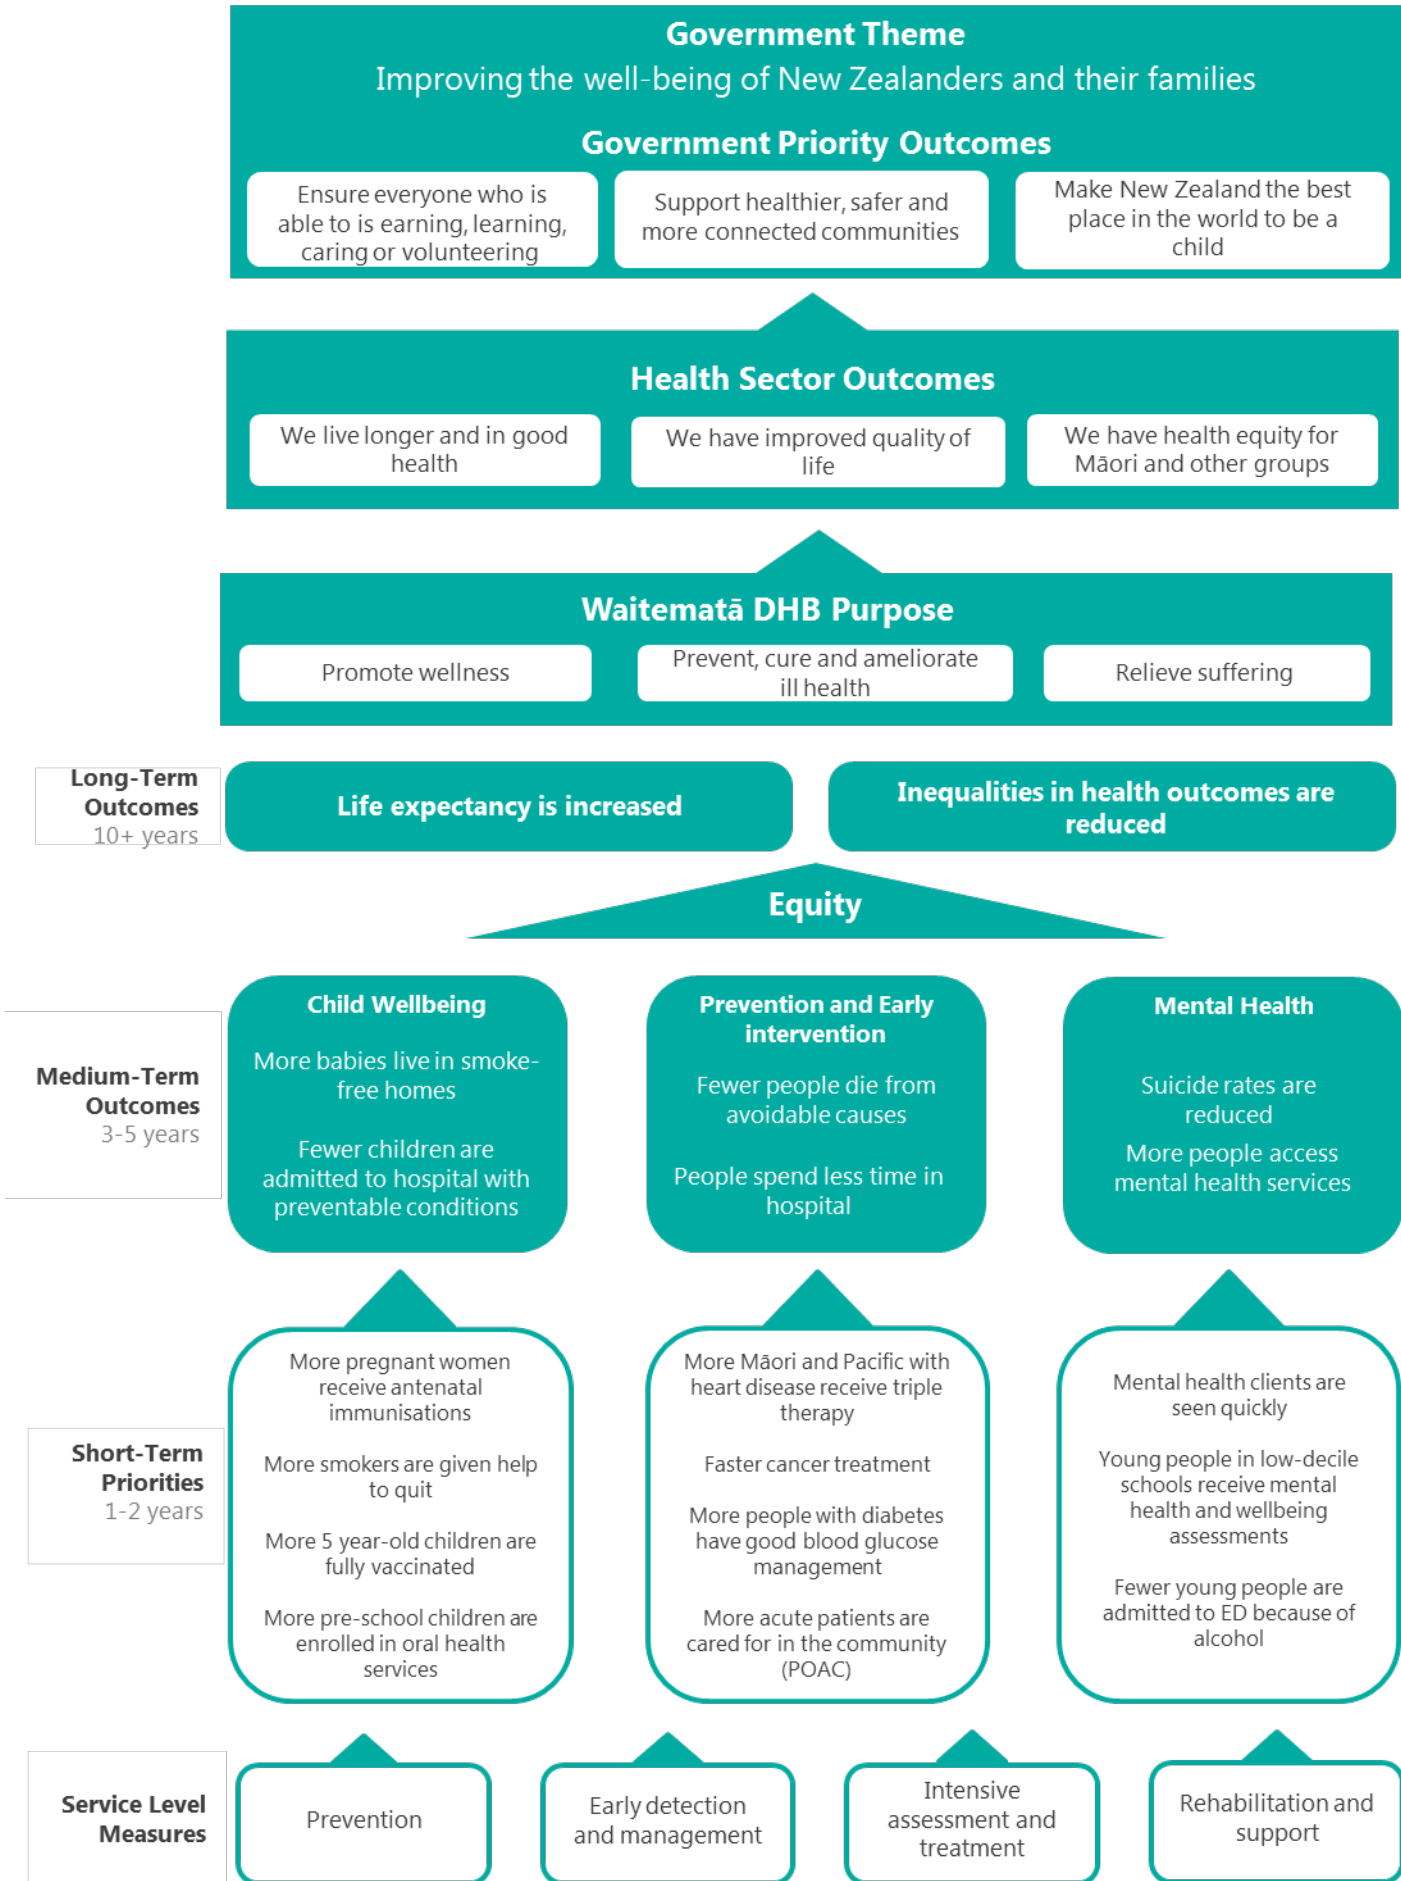 Government Theme
Improving the well-being of New Zealanders and their families
Government Priority Outcomes
Ensure everyone who is
able to is earning, learning,
caring or volunteering
Support healthier, safer and
more connected communities
Make New Zealand the best
place in the world to be a
child
Health Sector Outcomes
We live longer and in good
health
We have improved quality of
life
We have health equity for
Māori and other groups
Waitematā DHB Purpose
Promote wellness
Prevent, cure and ameliorate
ill health
Relieve suffering
Long-Term
Outcomes
10+ years
Life expectancy is increased
Inequalities in health outcomes are
reduced
Equity
Medium-Term
Outcomes
3-5 years
Child Wellbeing
More babies live in smoke-
free homes
Fewer children are
admitted to hospital with
preventable conditions
Prevention and Early
intervention
Fewer people die from
avoidable causes
People spend less time in
hospital
Mental Health
Suicide rates are
reduced
More people access
mental health services
Short-Term
Priorities
1-2 years
More pregnant women
receive antenatal
immunisations
More smokers are given help
to quit
More 5 year-old children are
fully vaccinated
More pre-school children are
enrolled in oral health
services
More Māori and Pacific with
heart disease receive triple
therapy
Faster cancer treatment
More people with diabetes
have good blood glucose
management
More acute patients are
cared for in the community
(POAC)
Mental health clients are
seen quickly
Young people in low-decile
schools receive mental
health and wellbeing
assessments
Fewer young people are
admitted to ED because of
alcohol
Service Level
Measures
Prevention
Early detection
and management
Intensive
assessment and
treatment
Rehabilitation and
support